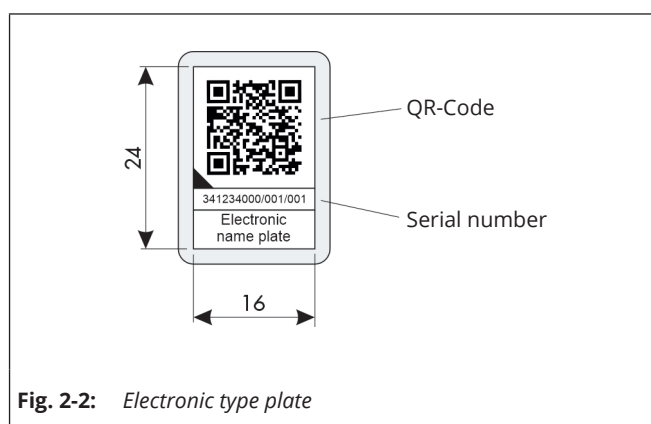 24
QR-Code
341234000/001/001
Serial number
Electronic
name plate
16
Fig. 2-2: Electronic type plate